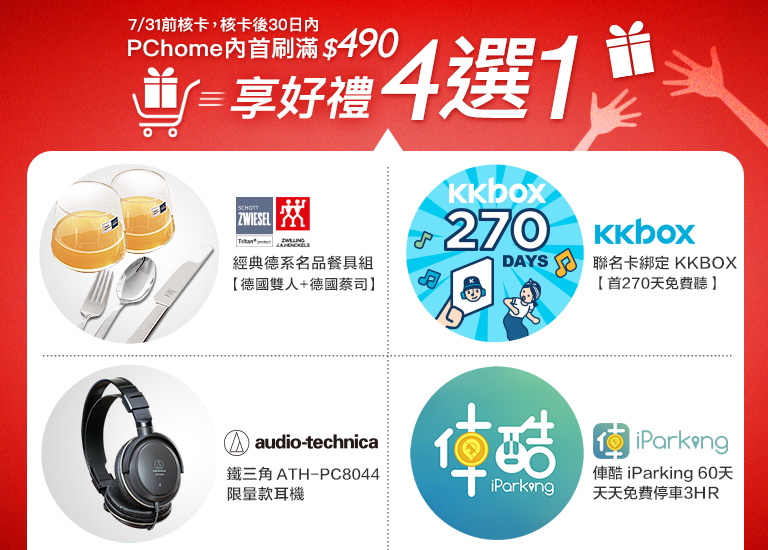 7/31前核卡，核卡後30日內
PChome內首刷滿$490
享好禮4選1
SCHOTT
ZWIESEL
Tritan® protect
ZWILLING
J.A.HENCKELS
經典德系名品餐具組
【德國雙人+德國蔡司】
KKBOX
270
DAYS
K
KKBOX
聯名卡綁定 KKBOX
【首270天免費聽】
audio-technica
鐵三角 ATH-PC8044
限量款耳機
俥酷
iParking
俥
iParking
俥酷 iParking 60天
天天免費停車3HR